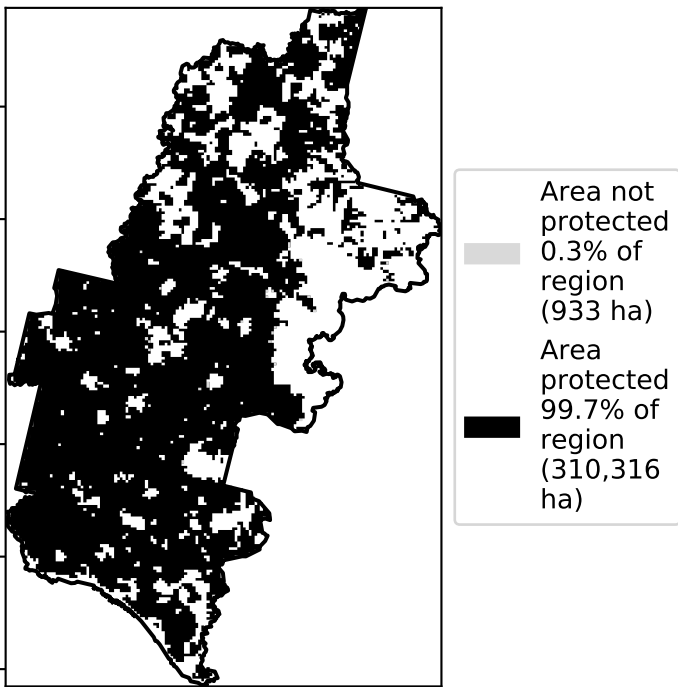 Area not
protected
0.3% of
region
(933 ha)
Area
protected
99.7% of
region
(310,316
ha)